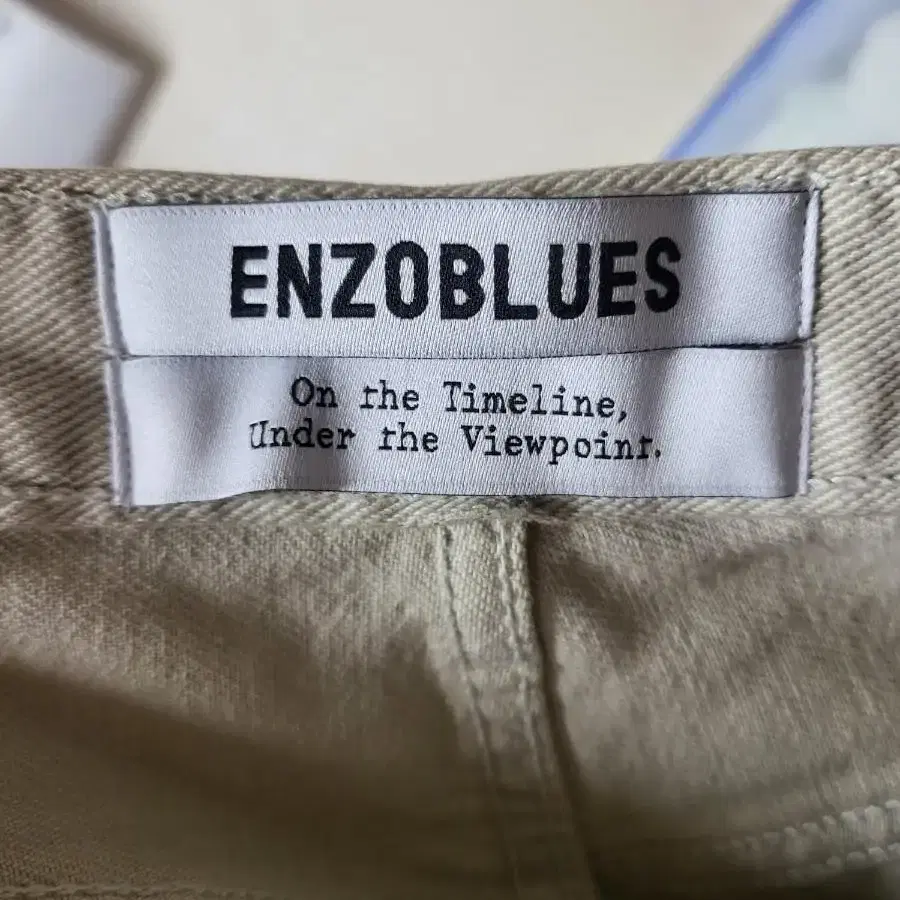 ENZOBLUES
On the Timeline,
Under the Viewpoint.